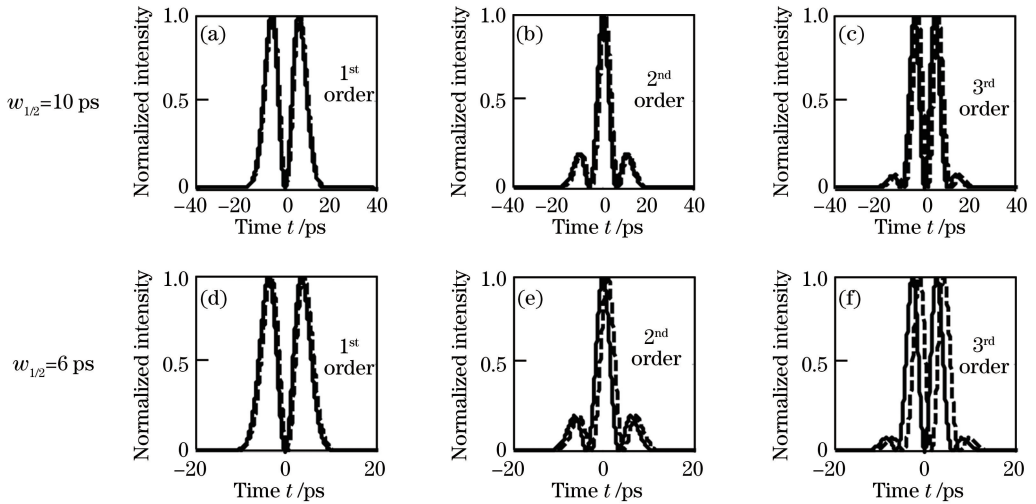 Normalized intensity
1.0
0.5
0
(a)
1st
order
−40
−20
0
20
40
Time t /ps
Normalized intensity
1.0
0.5
0
(b)
2nd
order
−40
−20
0
20
40
Time t /ps
Normalized intensity
1.0
0.5
0
(c)
3rd
order
−40
−20
0
20
40
Time t /ps
w1/2=10 ps
Normalized intensity
1.0
0.5
0
(d)
1st
order
−20
0
20
Time t /ps
Normalized intensity
1.0
0.5
0
(e)
2nd
order
−20
0
20
Time t /ps
Normalized intensity
1.0
0.5
0
(f)
3rd
order
−20
0
20
Time t /ps
w1/2=6 ps